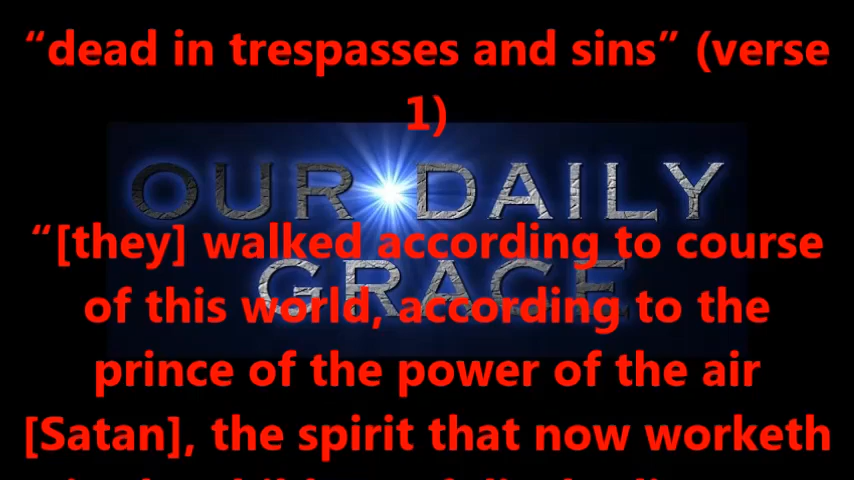 “dead in trespasses and sins” (verse
1)
OUR DAILY
“[they] walked according to course
GRACE
of this world, according to the
prince of the power of the air
[Satan], the spirit that now worketh